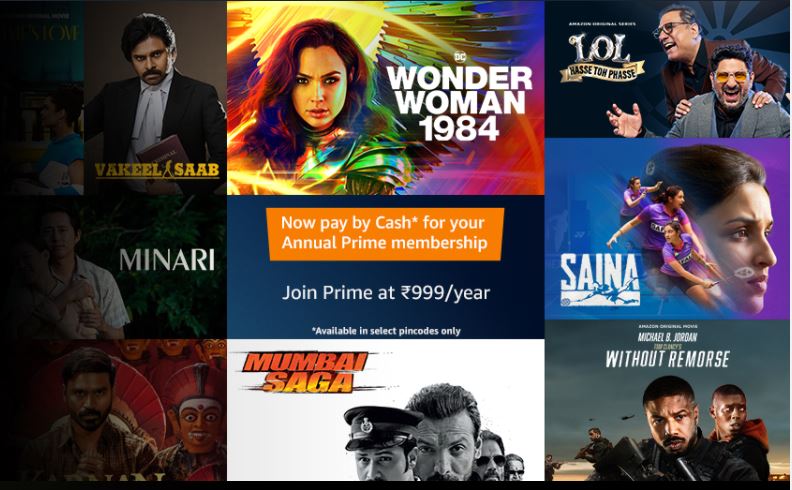 AMAZON ORIGINAL MOVIE
VAKEEL SAAB
MINARI
KARNAN
DC
WONDER
WOMAN
1984
Now pay by Cash* for your
Annual Prime membership
Join Prime at ₹999/year
*Available in select pincodes only
MUMBAI
SAGA
AMAZON ORIGINAL SERIES
LOL
HASSE TOH PHASSE
SAINA
AMAZON ORIGINAL MOVIE
MICHAEL B. JORDAN
TOM CLANCY'S
WITHOUT REMORSE